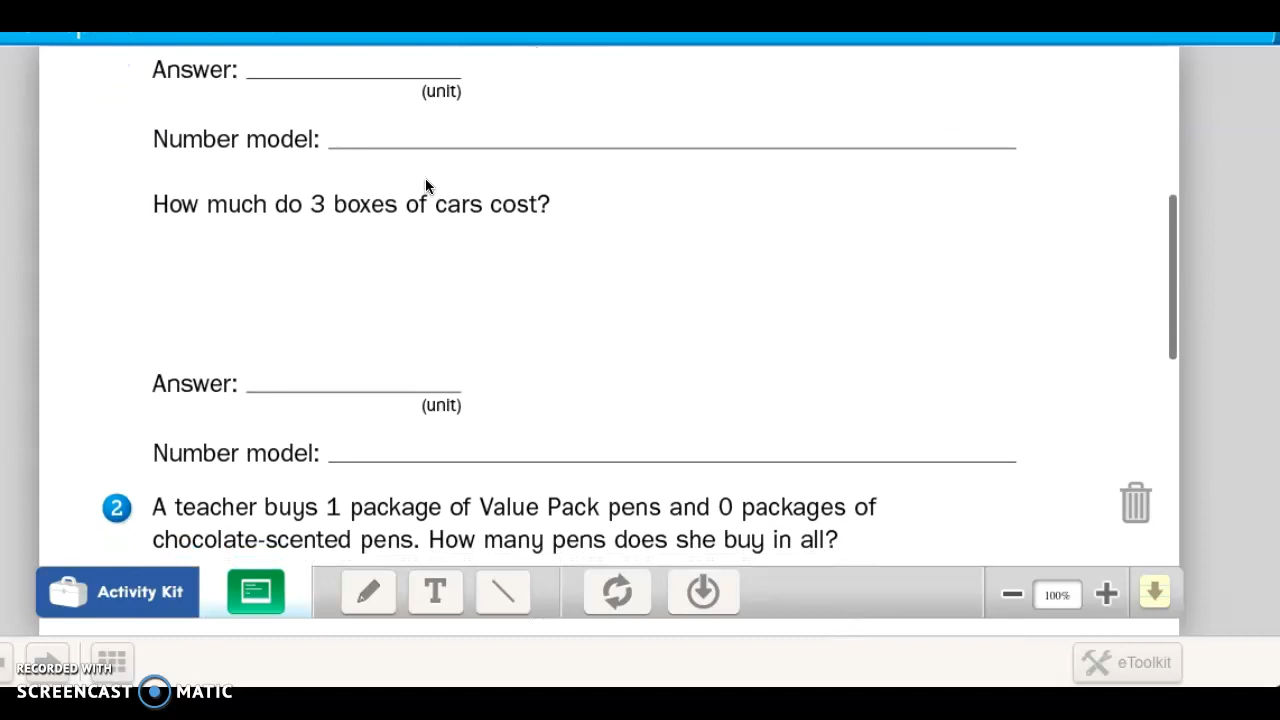 Answer:
(unit)
Number model:
How much do 3 boxes of cars cost?
Answer:
(unit)
Number model:
2 A teacher buys 1 package of Value Pack pens and 0 packages of
chocolate-scented pens. How many pens does she buy in all?
Activity Kit
T
100%
eToolkit
RECORDED WITH
SCREENCAST MATIC